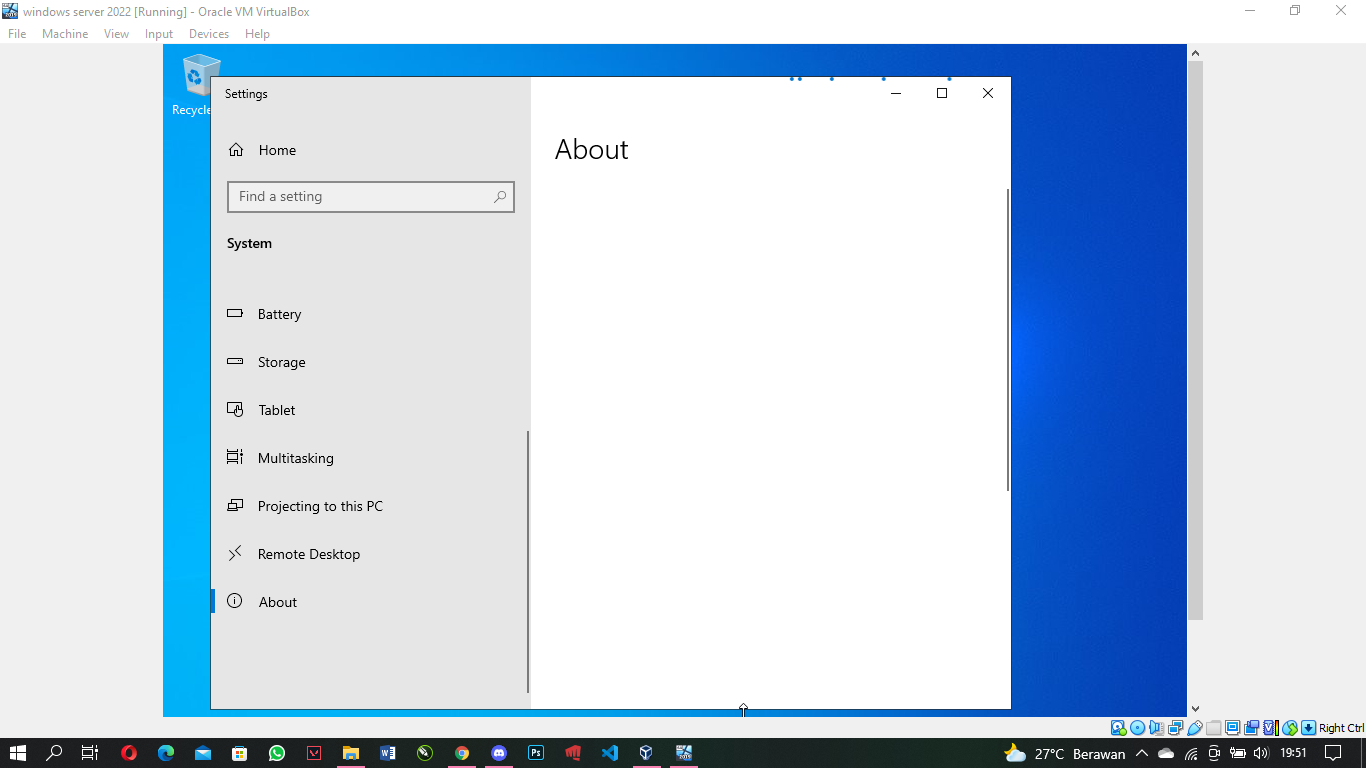 windows server 2022 [Running] - Oracle VM VirtualBox
File Machine View Input Devices Help
Recycle
Settings
Home
Find a setting
System
Battery
Storage
Tablet
Multitasking
Projecting to this PC
Remote Desktop
About
About
Right Ctrl
27°C Berawan
19:51